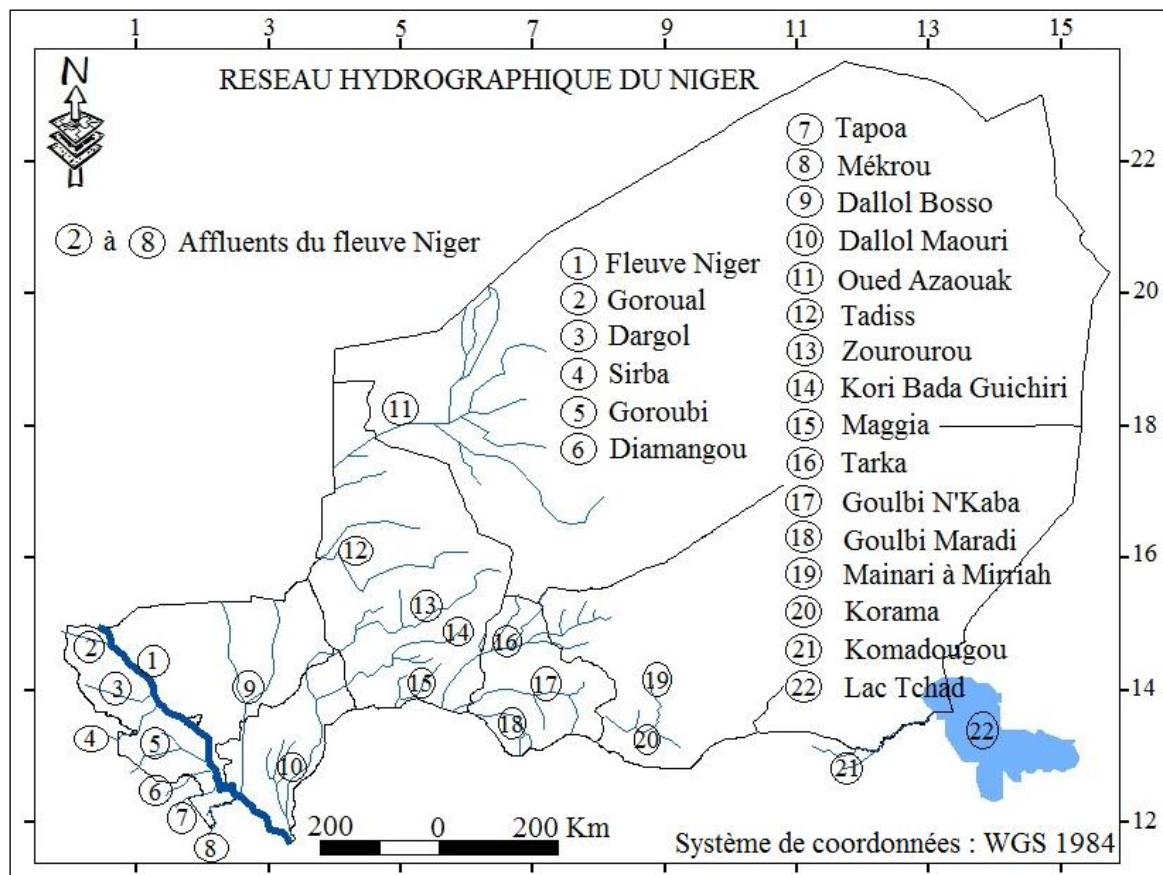 1 3 5 7 9 11 13 15
N
RESEAU HYDROGRAPHIQUE DU NIGER
2 à 8 Affluents du fleuve Niger
1 Fleuve Niger
2 Goroual
3 Dargol
4 Sirba
5 Goroubi
6 Diamangou
7 Tapoa
8 Mékrou
9 Dallol Bosso
10 Dallol Maouri
11 Oued Azaouak
12 Tadiss
13 Zourourou
14 Kori Bada Guichiri
15 Maggia
16 Tarka
17 Goulbi N'Kaba
18 Goulbi Maradi
19 Mainari à Mirriah
20 Korama
21 Komadougou
22 Lac Tchad
22
20
18
16
14
12
11
12
13
14
16
15
17
18
19
20
21
22
2
1
3
9
4
5
10
6
7
8
200 0 200 Km
Système de coordonnées : WGS 1984